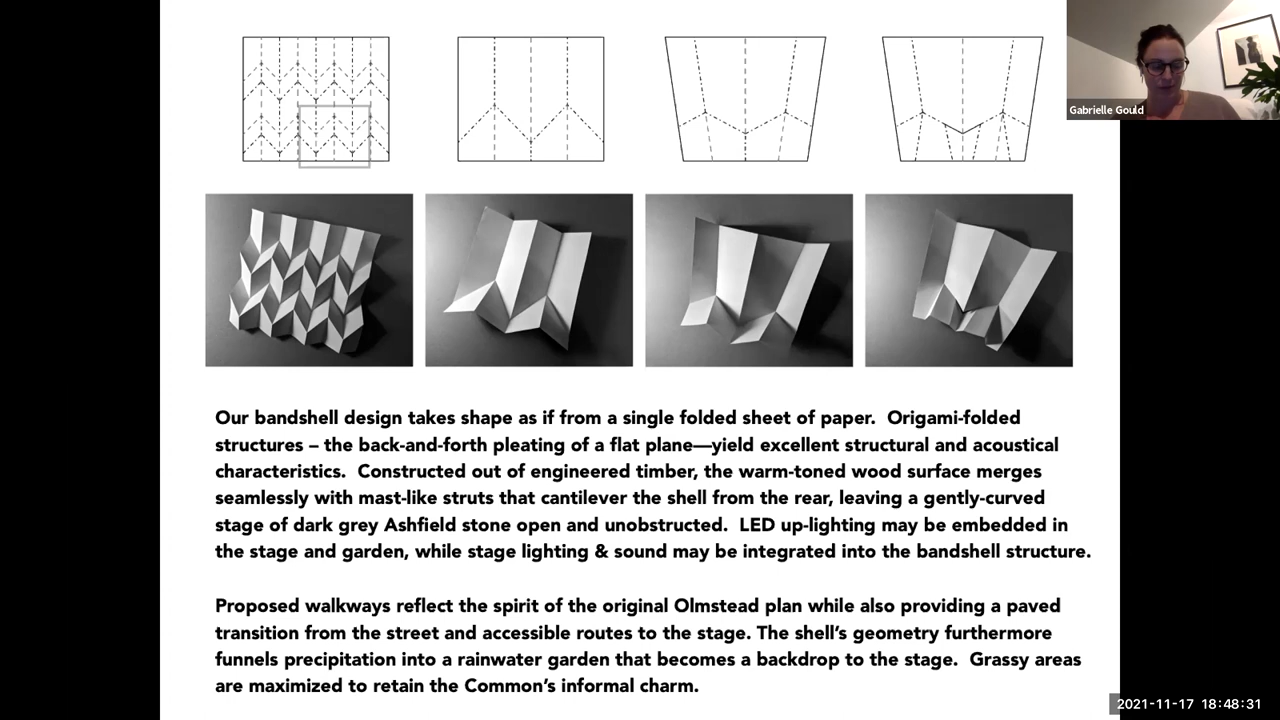 Gabrielle Gould
Our bandshell design takes shape as if from a single folded sheet of paper.  Origami-folded
structures – the back-and-forth pleating of a flat plane—yield excellent structural and acoustical
characteristics.  Constructed out of engineered timber, the warm-toned wood surface merges
seamlessly with mast-like struts that cantilever the shell from the rear, leaving a gently-curved
stage of dark grey Ashfield stone open and unobstructed.  LED up-lighting may be embedded in
the stage and garden, while stage lighting & sound may be integrated into the bandshell structure.
Proposed walkways reflect the spirit of the original Olmstead plan while also providing a paved
transition from the street and accessible routes to the stage. The shell’s geometry furthermore
funnels precipitation into a rainwater garden that becomes a backdrop to the stage.  Grassy areas
are maximized to retain the Common’s informal charm.
2021-11-17 18:48:31